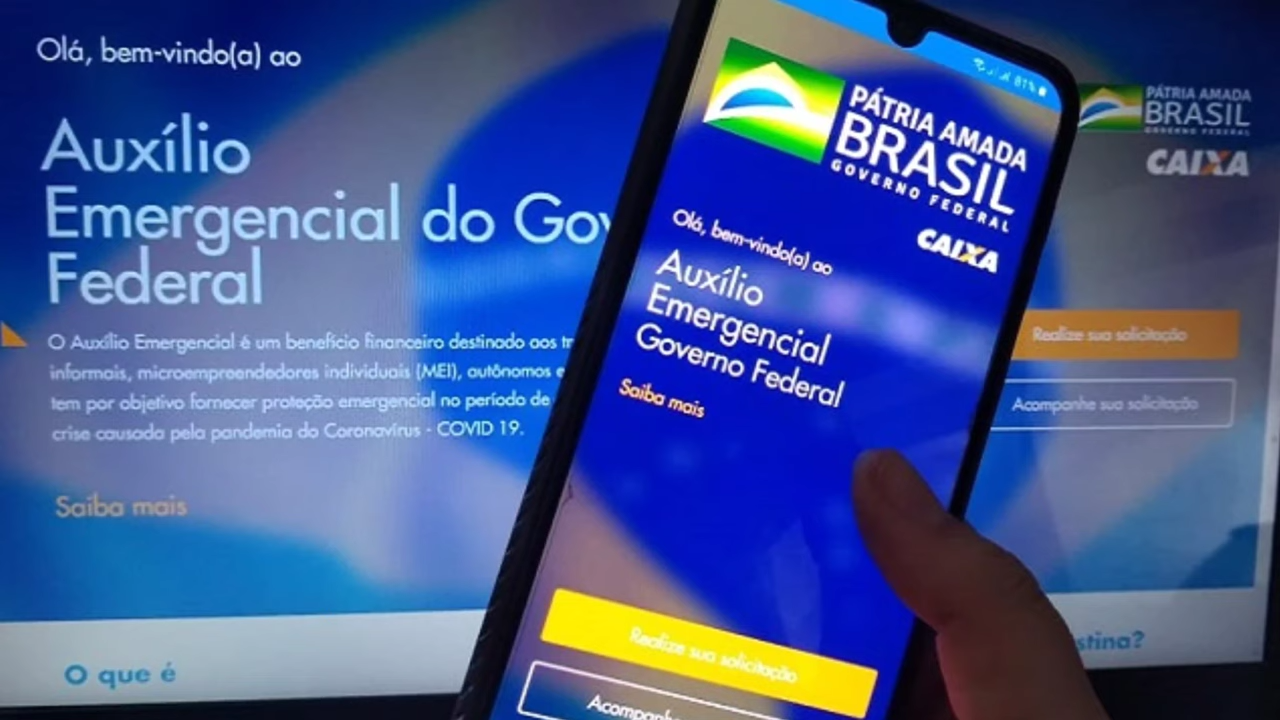 Olá, bem-vindo(a) ao
Auxílio
Emergencial do Gov
Federal
O Auxílio Emergencial é um benefício financeiro destinado aos
informais, microempreendedores individuais (MEI), autônomos e
tem por objetivo fornecer proteção emergencial no período de
crise causada pela pandemia do Coronavírus - COVID 19.
Saiba mais
O que é
81%
PÁTRIA AMADA
BRASIL
GOVERNO FEDERAL
CAIXA
Olá, bem-vindo(a) ao
Auxílio
Emergencial
Governo Federal
Saiba mais
Realize sua solicitação
Acompanh
PÁTRIA AMADA
BRASIL
GOVERNO FEDERAL
CAIXA
Realize sua solicitação
Acompanhe sua solicitação
stina?